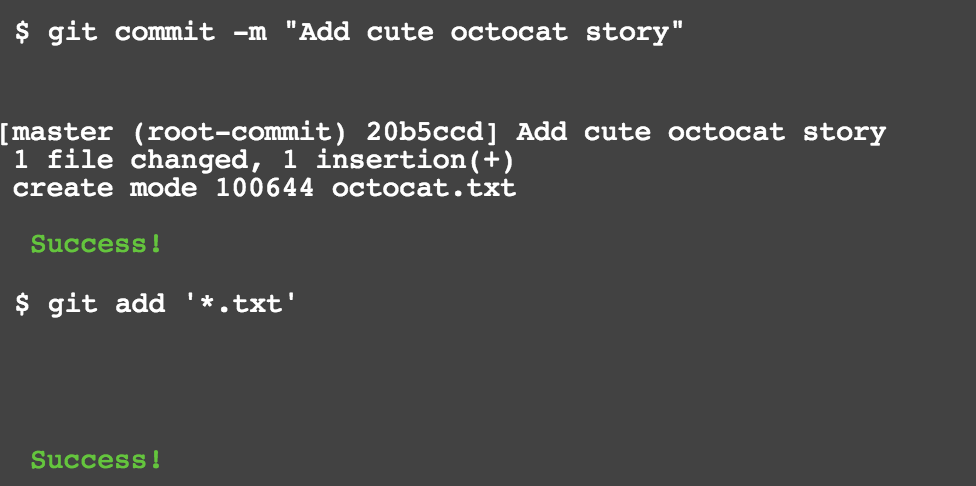 $ git commit -m "Add cute octocat story"
[master (root-commit) 20b5ccd] Add cute octocat story
1 file changed, 1 insertion(+)
create mode 100644 octocat.txt
Success!
$ git add '*.txt'
Success!